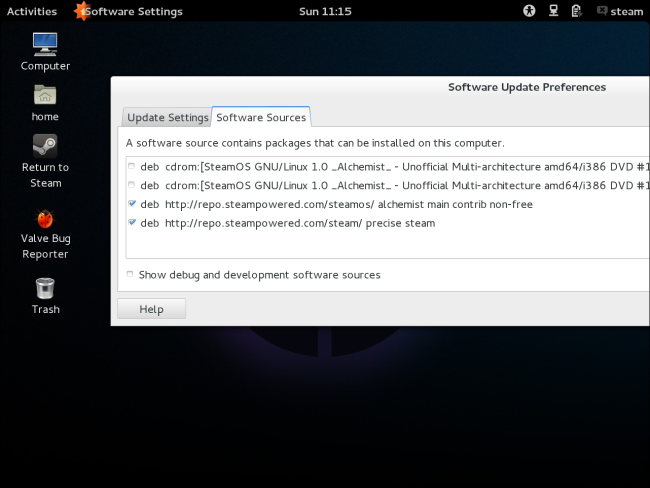 Activities Software Settings Sun 11:15 steam
Computer
home
Return to
Steam
Valve Bug
Reporter
Trash
Software Update Preferences
Update Settings Software Sources
A software source contains packages that can be installed on this computer.
deb cdrom:[SteamOS GNU/Linux 1.0 _Alchemist_ - Unofficial Multi-architecture amd64/i386 DVD #1
deb cdrom:[SteamOS GNU/Linux 1.0 _Alchemist_ - Unofficial Multi-architecture amd64/i386 DVD #1
deb http://repo.steampowered.com/steamos/ alchemist main contrib non-free
deb http://repo.steampowered.com/steam/ precise steam
Show debug and development software sources
Help